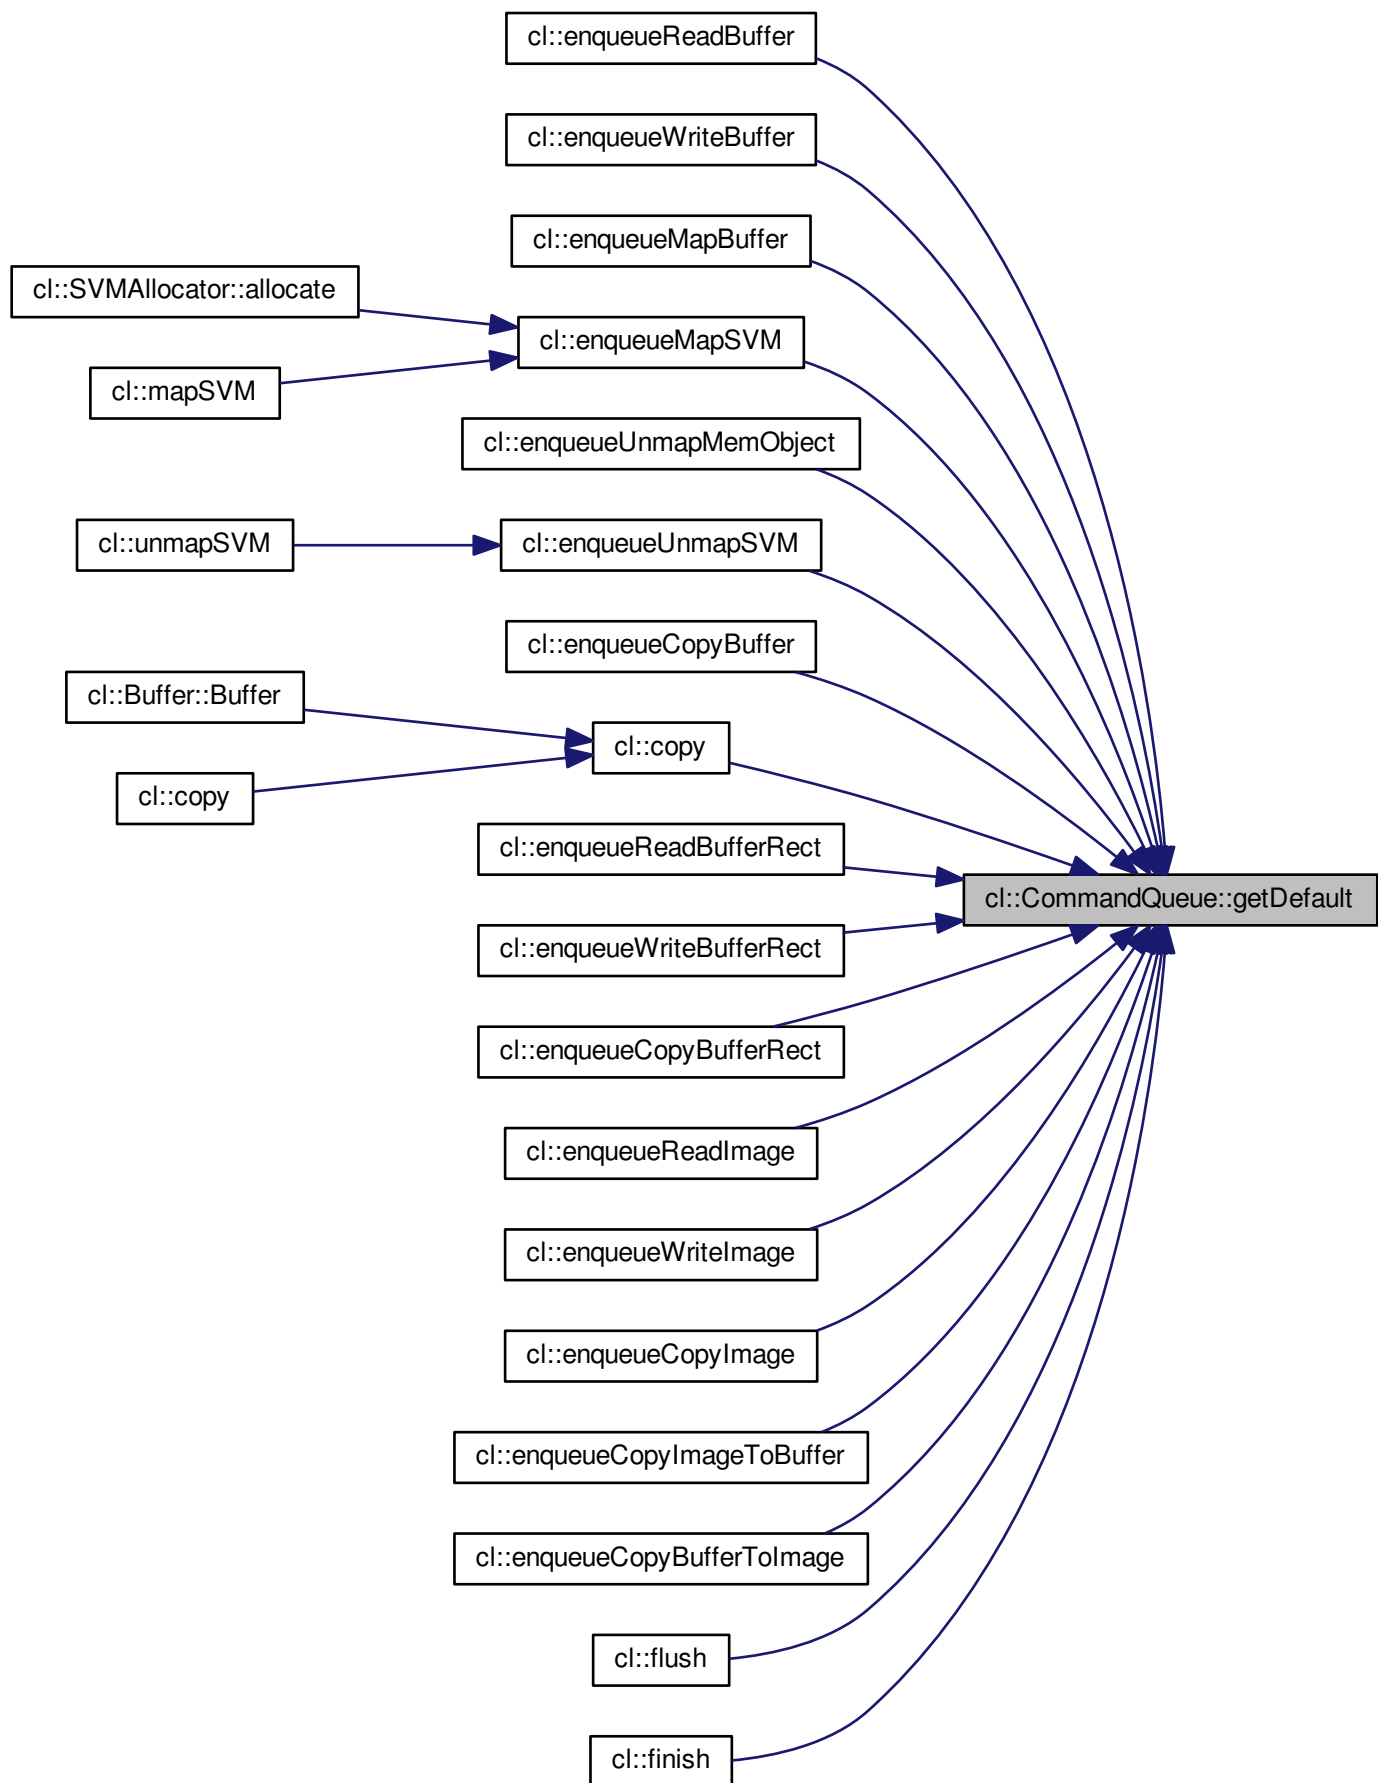 cl::enqueueReadBuffer
cl::enqueueWriteBuffer
cl::enqueueMapBuffer
cl::SVMAllocator::allocate
cl::enqueueMapSVM
cl::mapSVM
cl::enqueueUnmapMemObject
cl::unmapSVM
cl::enqueueUnmapSVM
cl::enqueueCopyBuffer
cl::Buffer::Buffer
cl::copy
cl::copy
cl::enqueueReadBufferRect
cl::CommandQueue::getDefault
cl::enqueueWriteBufferRect
cl::enqueueCopyBufferRect
cl::enqueueReadImage
cl::enqueueWriteImage
cl::enqueueCopyImage
cl::enqueueCopyImageToBuffer
cl::enqueueCopyBufferToImage
cl::flush
cl::finish